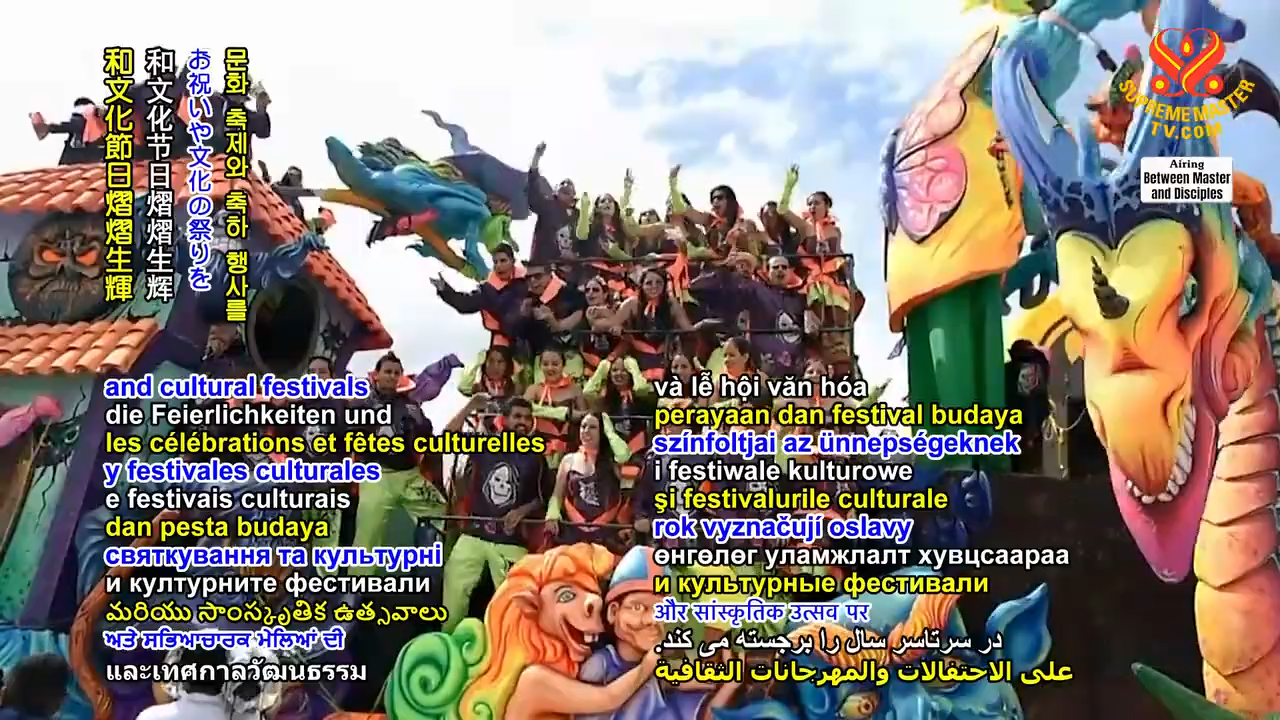 和文化節日熠熠生輝
和文化节日熠熠生辉
お祝いや文化の祭りを
문화 축제와 축하 행사를
SUPREME MASTER
TV.COM
Airing
Between Master
and Disciples
and cultural festivals
die Feierlichkeiten und
les célébrations et fêtes culturelles
y festivales culturales
e festivais culturais
dan pesta budaya
святкування та культурні
и културните фестивали
మరియు సాంస్కృతిక ఉత్సవాలు
ਅਤੇ ਸਭਿਆਚਾਰਕ ਮੇਲਿਆਂ ਦੀ
และเทศกาลวัฒนธรรม
và lễ hội văn hóa
perayaan dan festival budaya
színfoltjai az ünnepségeknek
i festiwale kulturowe
şi festivalurile culturale
rok vyznačují oslavy
өнгөлөг уламжлалт хувцсаараа
и культурные фестивали
और सांस्कृतिक उत्सव पर
در سرتاسر سال را برجسته می کند.
على الاحتفالات والمهرجانات الثقافية